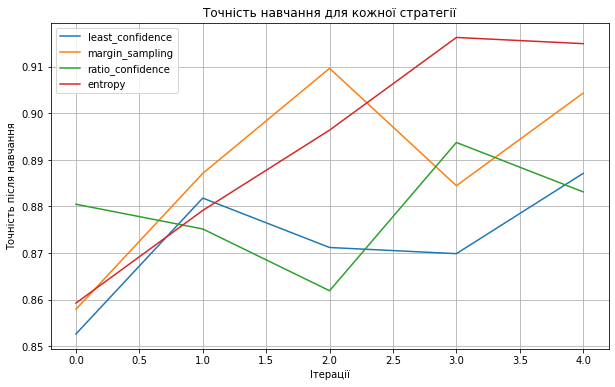 Точність навчання для кожної стратегії
least_confidence
margin_sampling
ratio_confidence
entropy
Точність після навчання
0.91
0.90
0.89
0.88
0.87
0.86
0.85
0.0 0.5 1.0 1.5 2.0 2.5 3.0 3.5 4.0
Ітерації